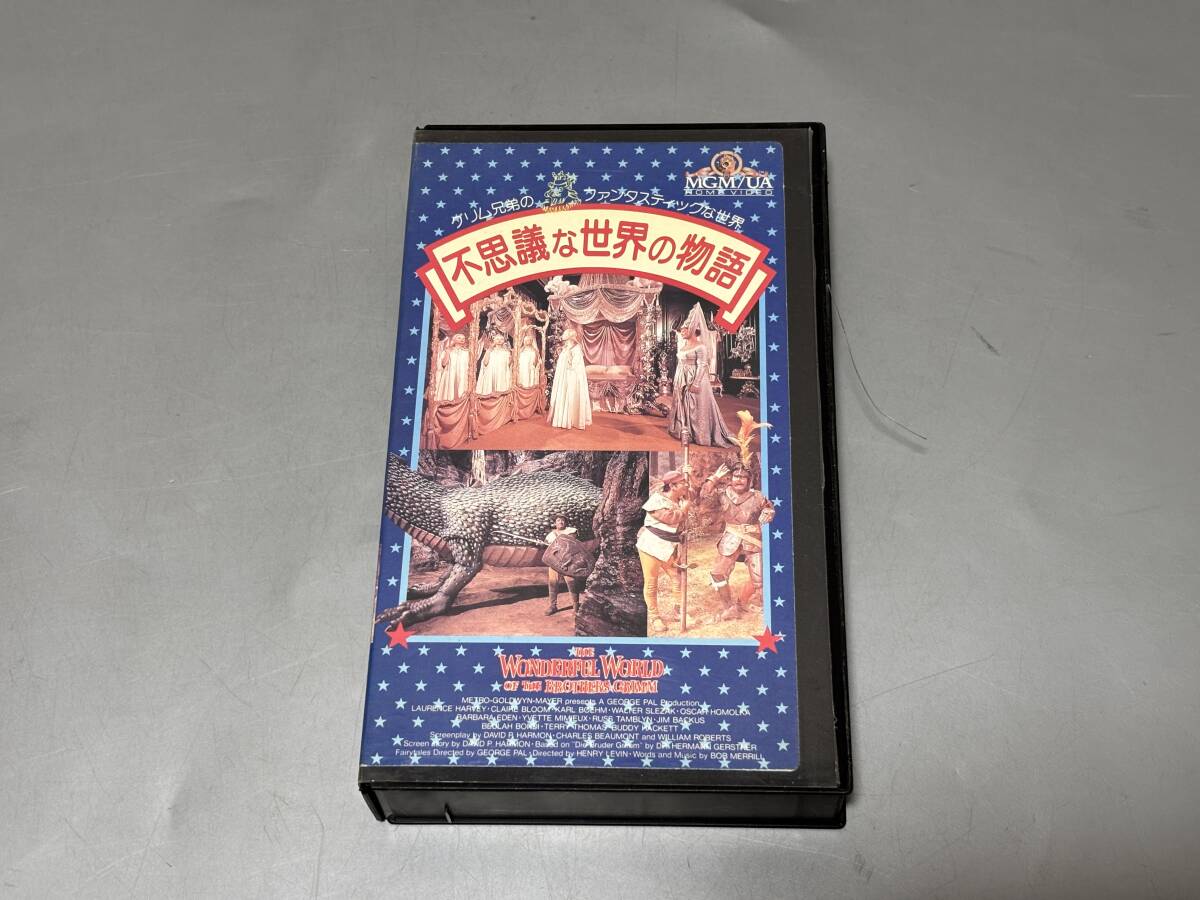 MGM/UA
HOME VIDEO
グリム兄弟の ファンタスティックな世界
不思議な世界の物語
THE
WONDERFUL WORLD
OF THE BROTHERS GRIMM
METRO-GOLDWYN-MAYER presents A GEORGE PAL Production
LAURENCE HARVEY・CLAIRE BLOOM・KARL BOEHM・WALTER SLEZAK・OSCAR HOMOLKA
BARBARA EDEN・YVETTE MIMIEUX・RUSS TAMBLYN・JIM BACKUS
BEULAH BONDI・TERRY-THOMAS・BUDDY HACKETT
Screenplay by DAVID P. HARMON・CHARLES BEAUMONT and WILLIAM ROBERTS
Screen story by DAVID P. HARMON・Based on "Die Bruder Grimm" by DR. HERMANN GERSTNER
Fairytales Directed by GEORGE PAL・Directed by HENRY LEVIN・Words and Music by BOB MERRILL